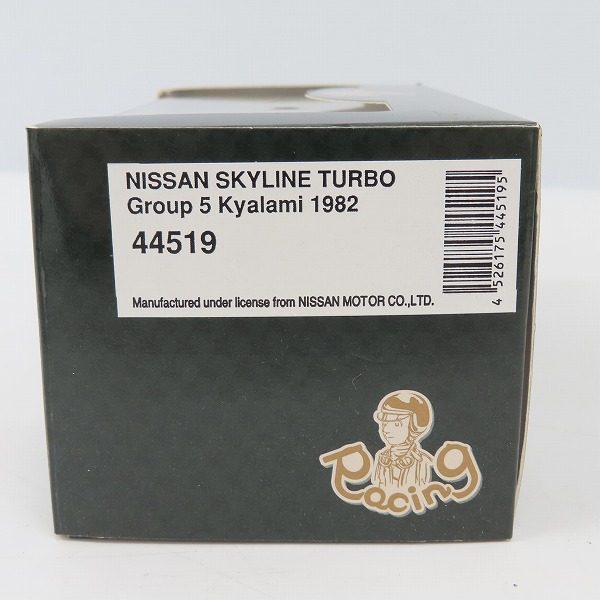 NISSAN SKYLINE TURBO
Group 5 Kyalami 1982
44519
Manufactured under license from NISSAN MOTOR CO.,LTD.
4 526175 445195
Racing